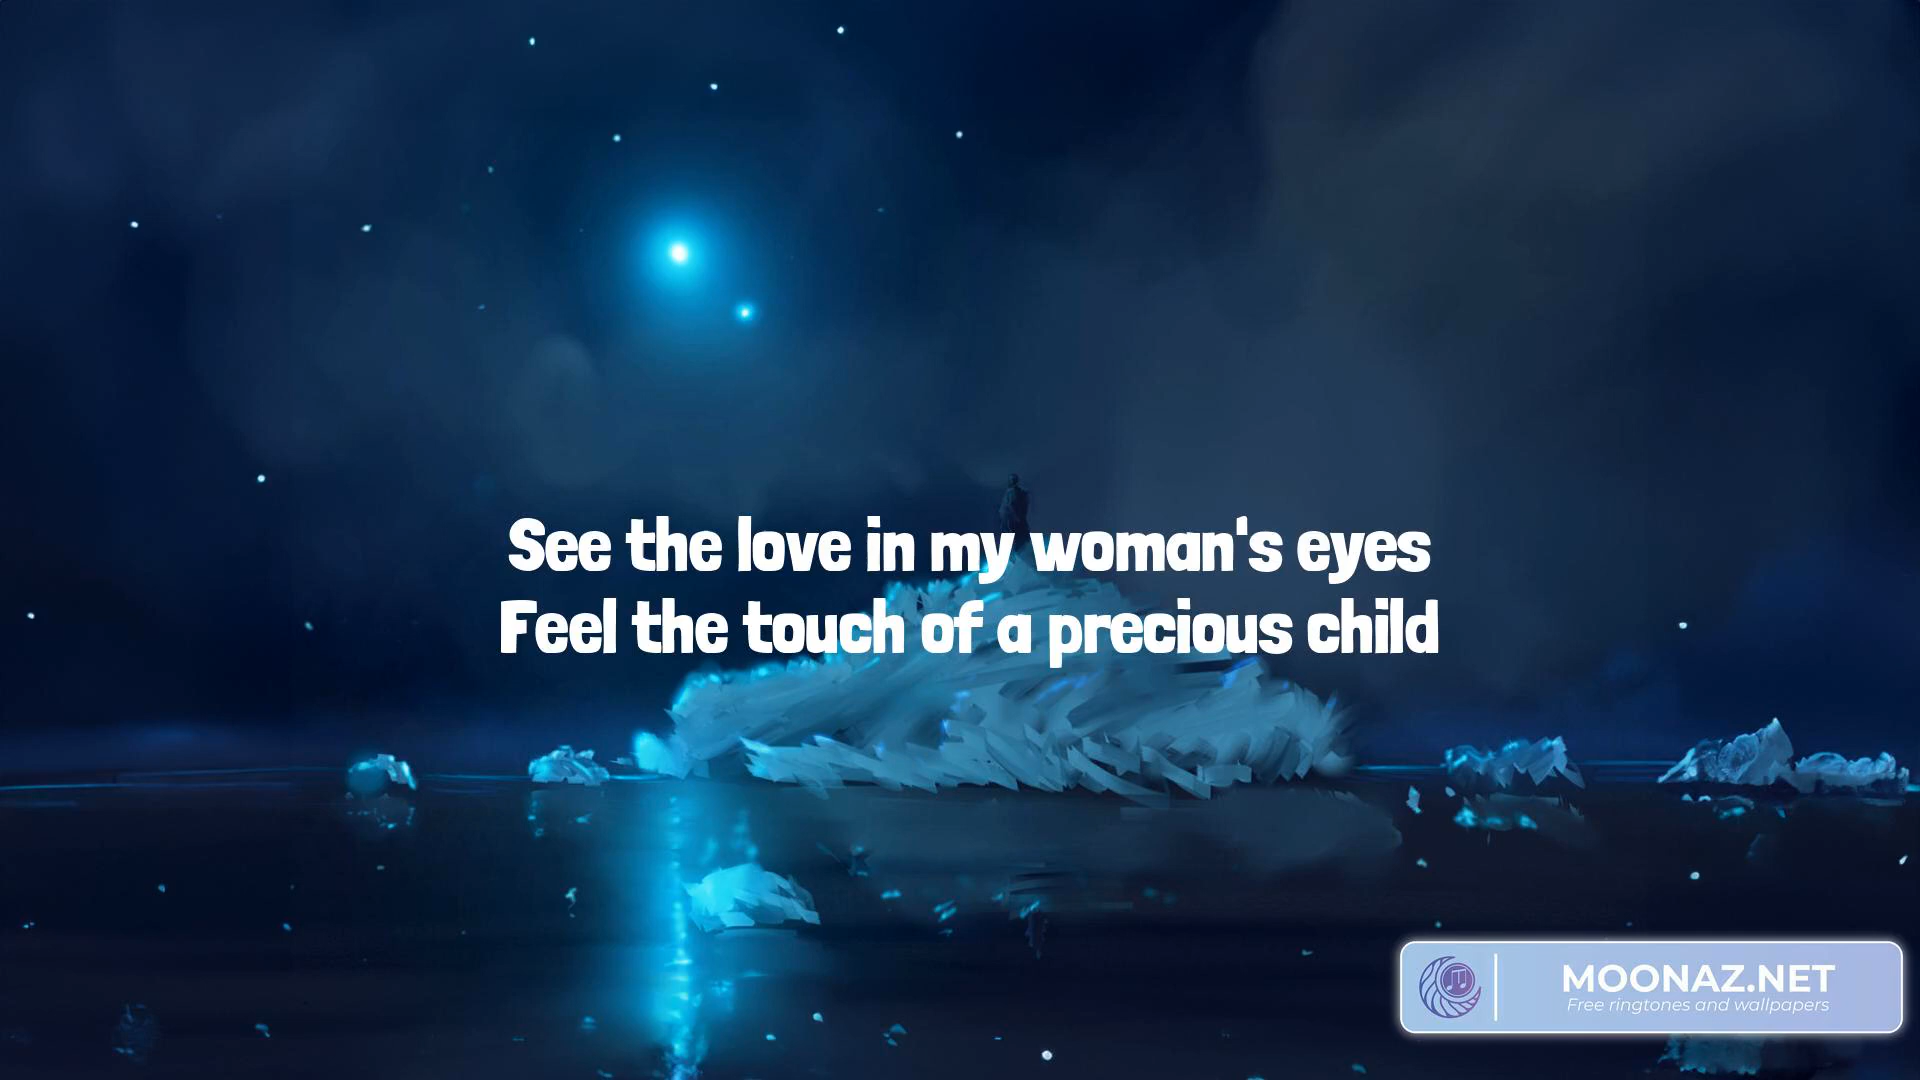 See the love in my woman's eyes
Feel the touch of a precious child
MOONAZ.NET
Free ringtones and wallpapers